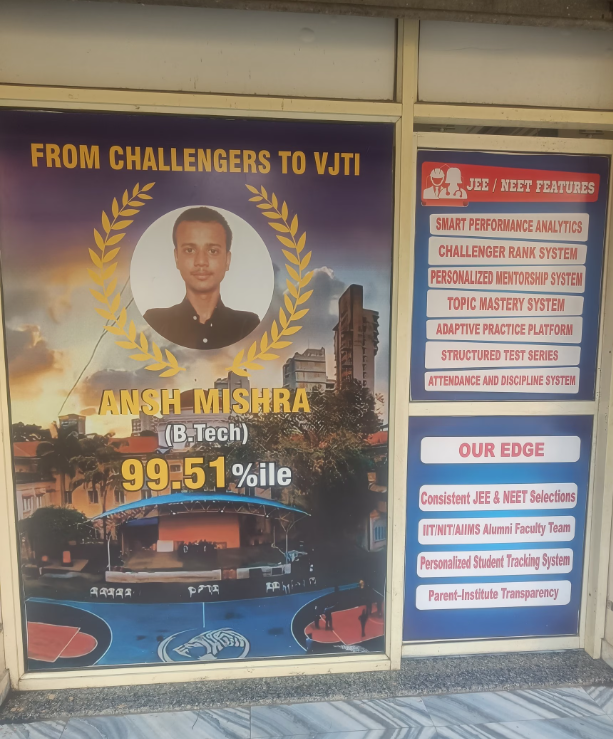 FROM CHALLENGERS TO VJTI
ANSH MISHRA
(B.Tech)
99.51%ile
JEE / NEET FEATURES
SMART PERFORMANCE ANALYTICS
CHALLENGER RANK SYSTEM
PERSONALIZED MENTORSHIP SYSTEM
TOPIC MASTERY SYSTEM
ADAPTIVE PRACTICE PLATFORM
STRUCTURED TEST SERIES
ATTENDANCE AND DISCIPLINE SYSTEM
OUR EDGE
Consistent JEE & NEET Selections
IIT/NIT/AIIMS Alumni Faculty Team
Personalized Student Tracking System
Parent-Institute Transparency